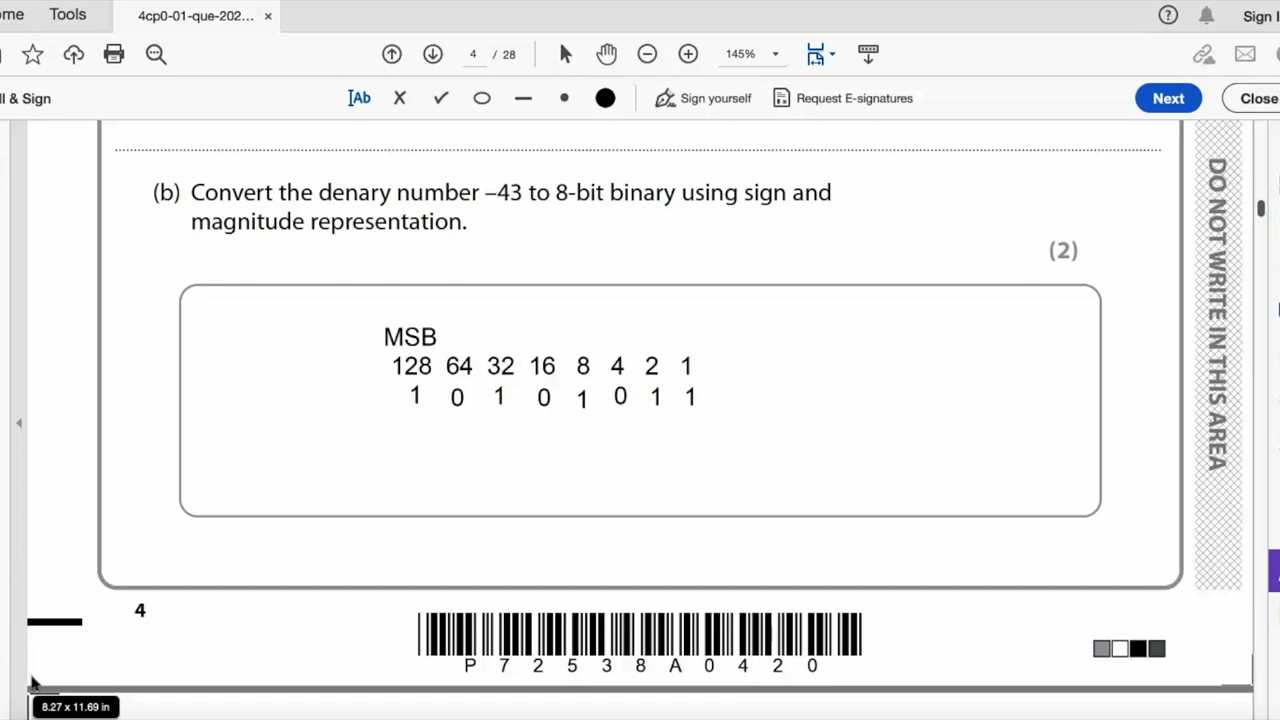 ome Tools 4cp0-01-que-202... × Sign I
4 / 28 145%
ll & Sign Ab Sign yourself Request E-signatures Next Close
(b) Convert the denary number –43 to 8-bit binary using sign and
magnitude representation.
(2)
MSB
128 64 32 16 8 4 2 1
1 0 1 0 1 0 1 1
DO NOT WRITE IN THIS AREA
4
P 7 2 5 3 8 A 0 4 2 0
8.27 x 11.69 in